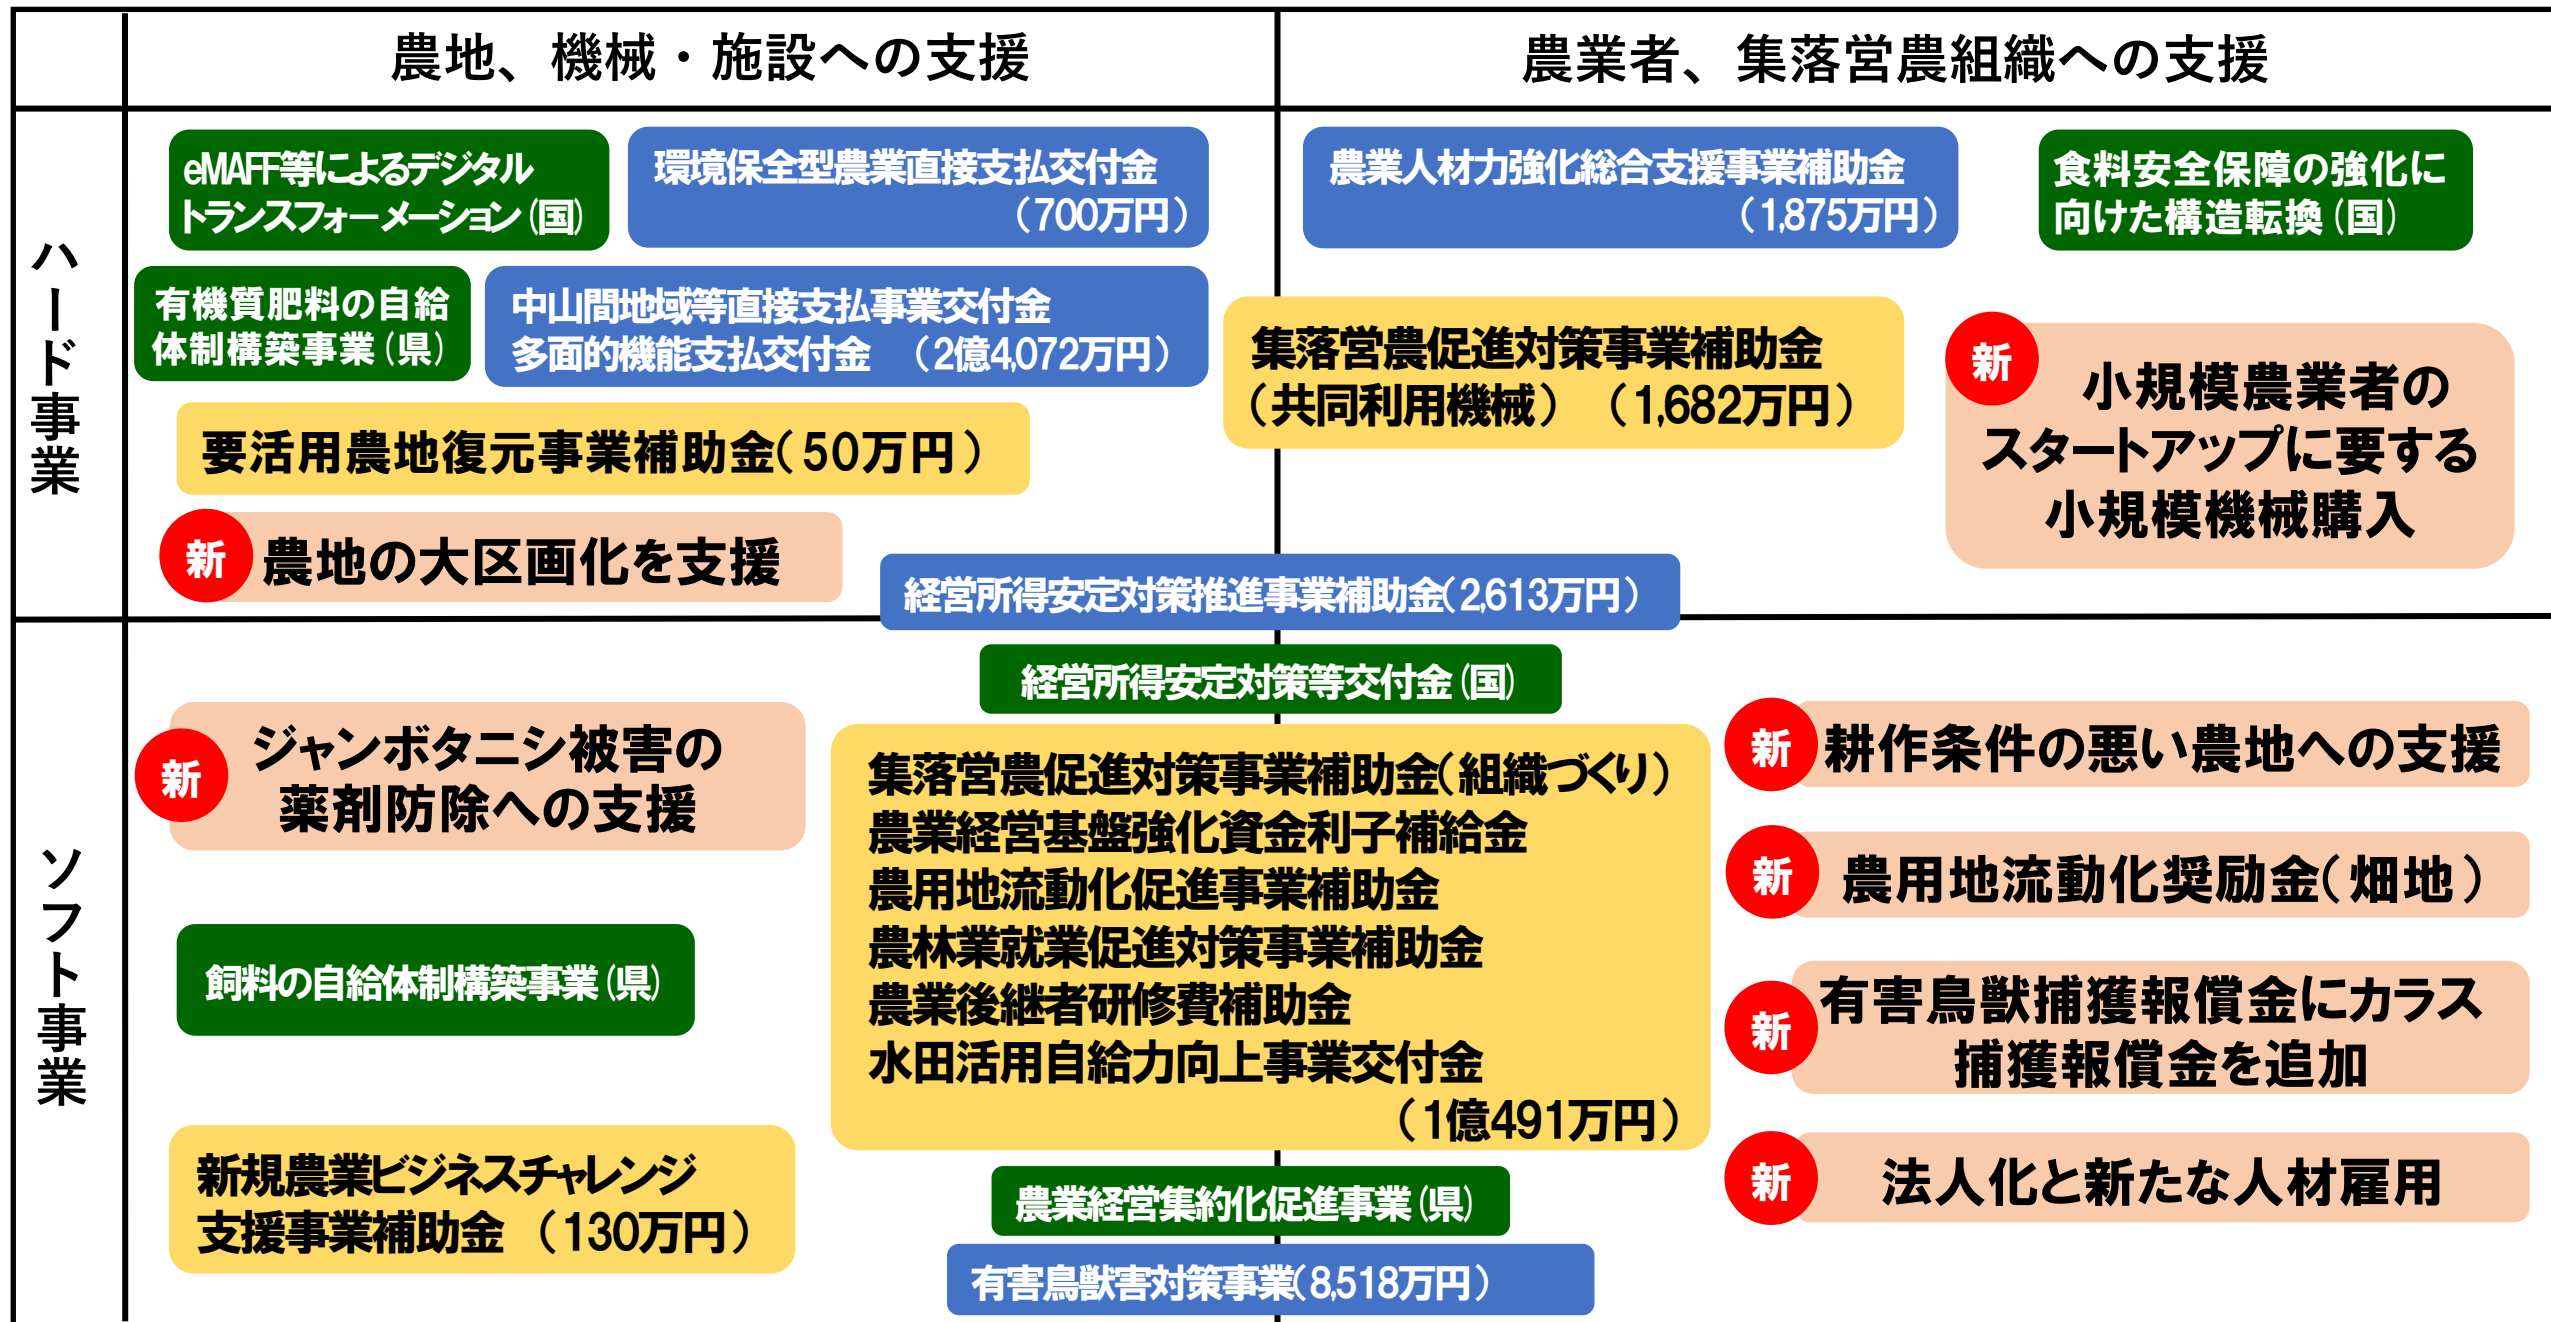 農地、機械・施設への支援
農業者、集落営農組織への支援
ハード事業
eMAFF等によるデジタル
トランスフォーメーション(国)
環境保全型農業直接支払交付金
(700万円)
農業人材力強化総合支援事業補助金
(1,875万円)
食料安全保障の強化に
向けた構造転換(国)
有機質肥料の自給
体制構築事業(県)
中山間地域等直接支払事業交付金
多面的機能支払交付金 (2億4,072万円)
集落営農促進対策事業補助金
(共同利用機械) (1,682万円)
新
小規模農業者の
スタートアップに要する
小規模機械購入
要活用農地復元事業補助金(50万円)
新
農地の大区画化を支援
経営所得安定対策推進事業補助金(2,613万円)
ソフト事業
経営所得安定対策等交付金(国)
新
ジャンボタニシ被害の
薬剤防除への支援
集落営農促進対策事業補助金(組織づくり)
農業経営基盤強化資金利子補給金
農用地流動化促進事業補助金
農林業就業促進対策事業補助金
農業後継者研修費補助金
水田活用自給力向上事業交付金
(1億491万円)
新
耕作条件の悪い農地への支援
新
農用地流動化奨励金(畑地)
飼料の自給体制構築事業(県)
新
有害鳥獣捕獲報償金にカラス
捕獲報償金を追加
新規農業ビジネスチャレンジ
支援事業補助金 (130万円)
新
法人化と新たな人材雇用
農業経営集約化促進事業(県)
有害鳥獣害対策事業(8,518万円)